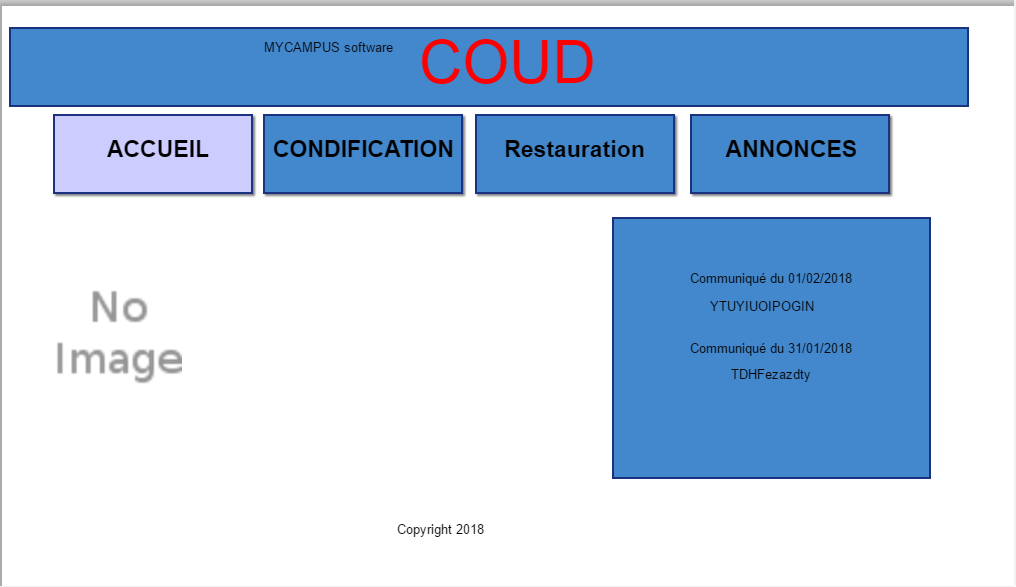 MYCAMPUS software
COUD
ACCUEIL
CONDIFICATION
Restauration
ANNONCES
No
Image
Communiqué du 01/02/2018
YTUYIUOIPOGIN
Communiqué du 31/01/2018
TDHFezazdty
Copyright 2018